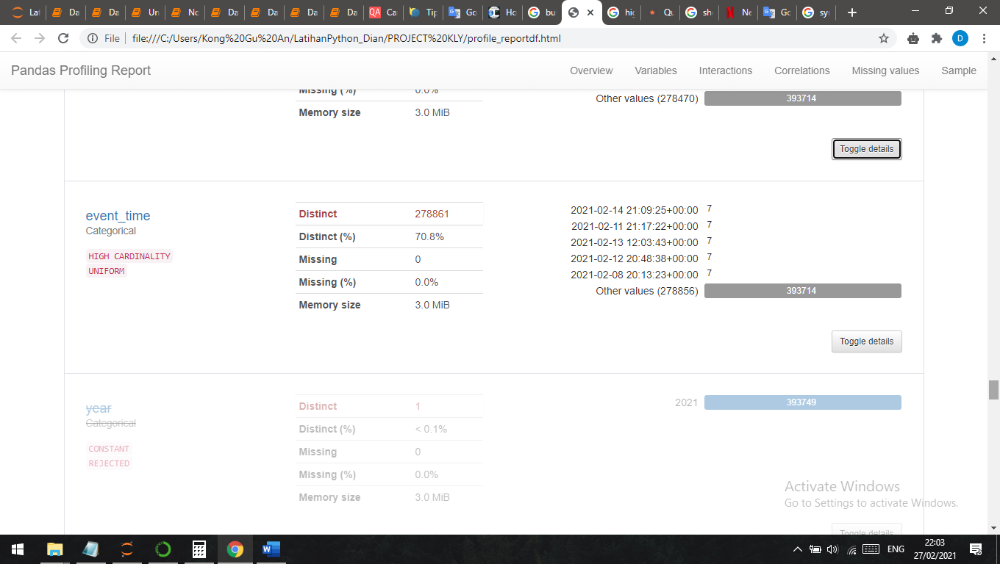 Lat
Da
Da
Un
Da
No
Da
Da
Da
Da
QA Ca
Tip
Go
Ho
bu
hig
Qu
sh
Ne
Go
syr
File file:///C:/Users/Kong%20Gu%20An/LatihanPython_Dian/PROJECT%20KLY/profile_reportdf.html
D
Pandas Profiling Report Overview Variables Interactions Correlations Missing values Sample
Missing (%) 0.0% Other values (278470) 393714
Memory size 3.0 MiB
Toggle details
event_time
Categorical
HIGH CARDINALITY
UNIFORM
Distinct 278861
Distinct (%) 70.8%
Missing 0
Missing (%) 0.0%
Memory size 3.0 MiB
2021-02-14 21:09:25+00:00 7
2021-02-11 21:17:22+00:00 7
2021-02-13 12:03:43+00:00 7
2021-02-12 20:48:38+00:00 7
2021-02-08 20:13:23+00:00 7
Other values (278856) 393714
Toggle details
year
Categorical
CONSTANT
REJECTED
Distinct 1
Distinct (%) < 0.1%
Missing 0
Missing (%) 0.0%
Memory size 3.0 MiB
2021 393749
Activate Windows
Go to Settings to activate Windows.
Toggle details
ENG
22:03
27/02/2021